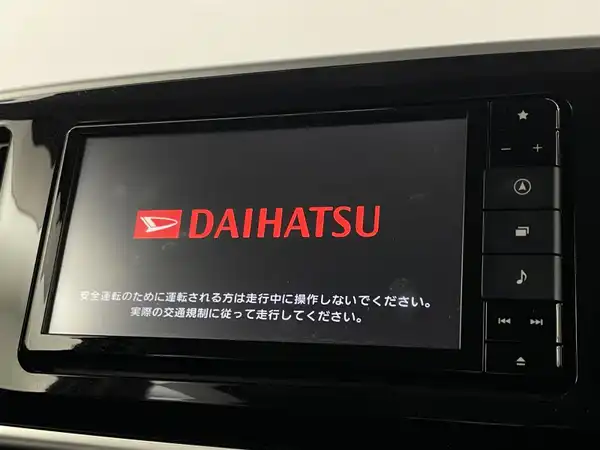 DAIHATSU
安全運転のために運転される方は走行中に操作しないでください。
実際の交通規制に従って走行してください。